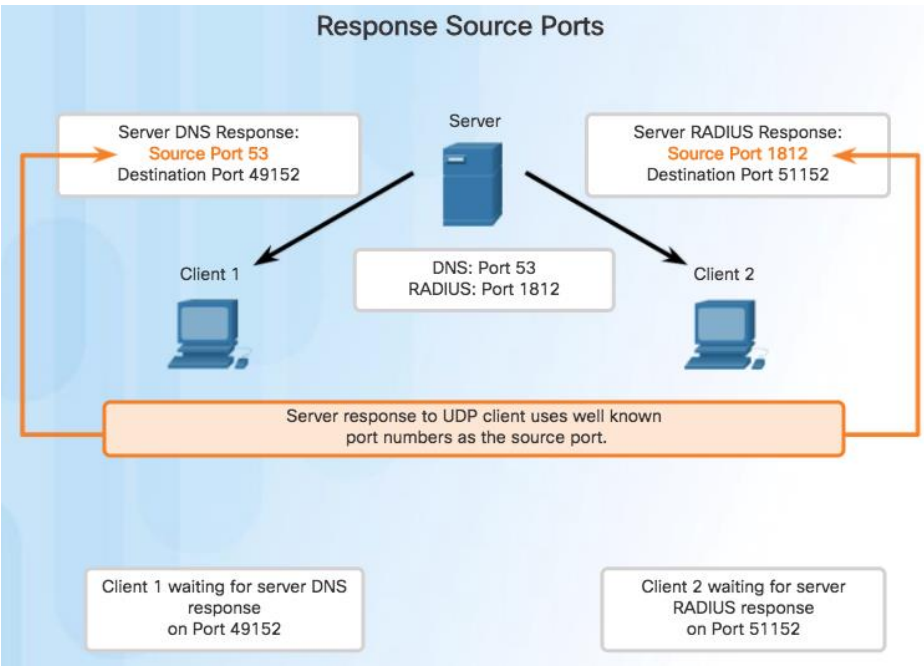 Response Source Ports
Server DNS Response:
Source Port 53
Destination Port 49152
Server
Server RADIUS Response:
Source Port 1812
Destination Port 51152
Client 1
DNS: Port 53
RADIUS: Port 1812
Client 2
Server response to UDP client uses well known
port numbers as the source port.
Client 1 waiting for server DNS
response
on Port 49152
Client 2 waiting for server
RADIUS response
on Port 51152